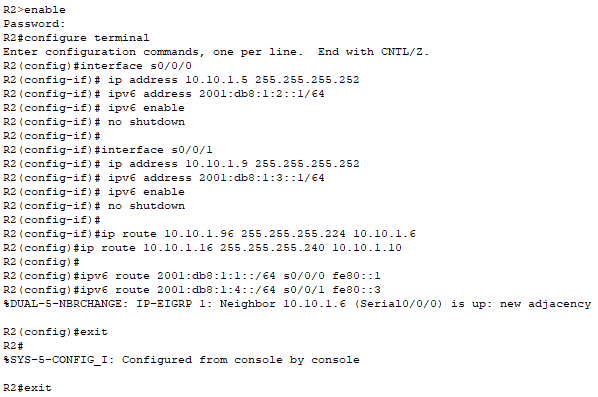 R2>enable
Password:
R2#configure terminal
Enter configuration commands, one per line.  End with CNTL/Z.
R2(config)#interface s0/0/0
R2(config-if)# ip address 10.10.1.5 255.255.255.252
R2(config-if)# ipv6 address 2001:db8:1:2::1/64
R2(config-if)# ipv6 enable
R2(config-if)# no shutdown
R2(config-if)#
R2(config-if)#interface s0/0/1
R2(config-if)# ip address 10.10.1.9 255.255.255.252
R2(config-if)# ipv6 address 2001:db8:1:3::1/64
R2(config-if)# ipv6 enable
R2(config-if)# no shutdown
R2(config-if)#
R2(config-if)#ip route 10.10.1.96 255.255.255.224 10.10.1.6
R2(config)#ip route 10.10.1.16 255.255.255.240 10.10.1.10
R2(config)#
R2(config)#ipv6 route 2001:db8:1:1::/64 s0/0/0 fe80::1
R2(config)#ipv6 route 2001:db8:1:4::/64 s0/0/1 fe80::3
%DUAL-5-NBRCHANGE: IP-EIGRP 1: Neighbor 10.10.1.6 (Serial0/0/0) is up: new adjacency
R2(config)#exit
R2#
%SYS-5-CONFIG_I: Configured from console by console
R2#exit